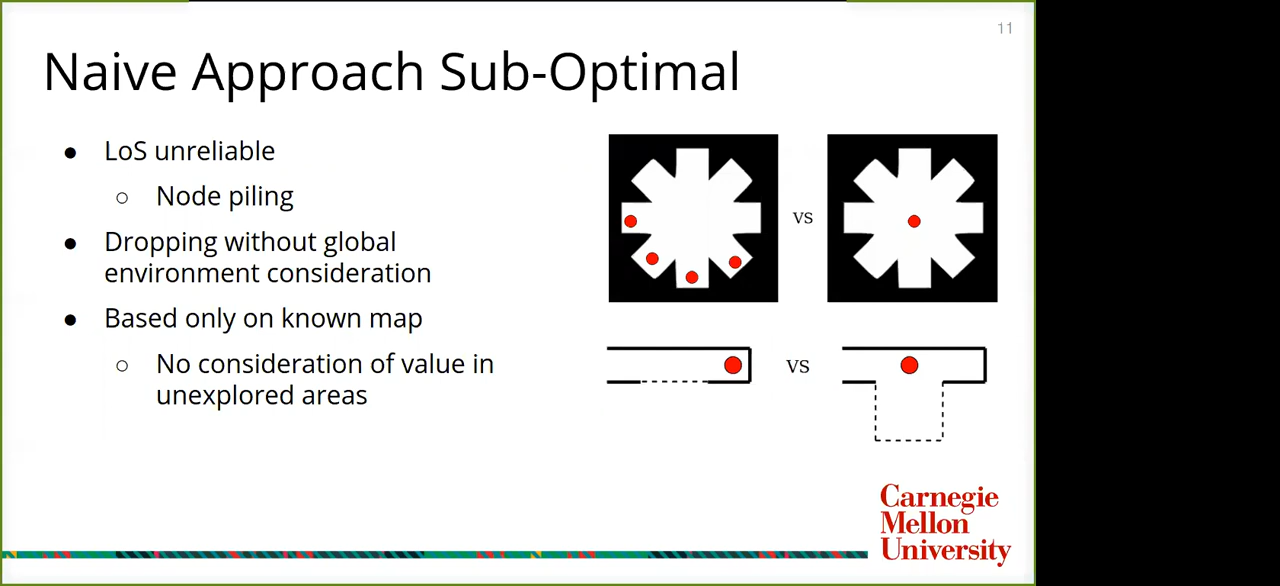 11
Naive Approach Sub-Optimal
● LoS unreliable
○ Node piling
● Dropping without global
environment consideration
● Based only on known map
○ No consideration of value in
unexplored areas
vs
vs
Carnegie
Mellon
University